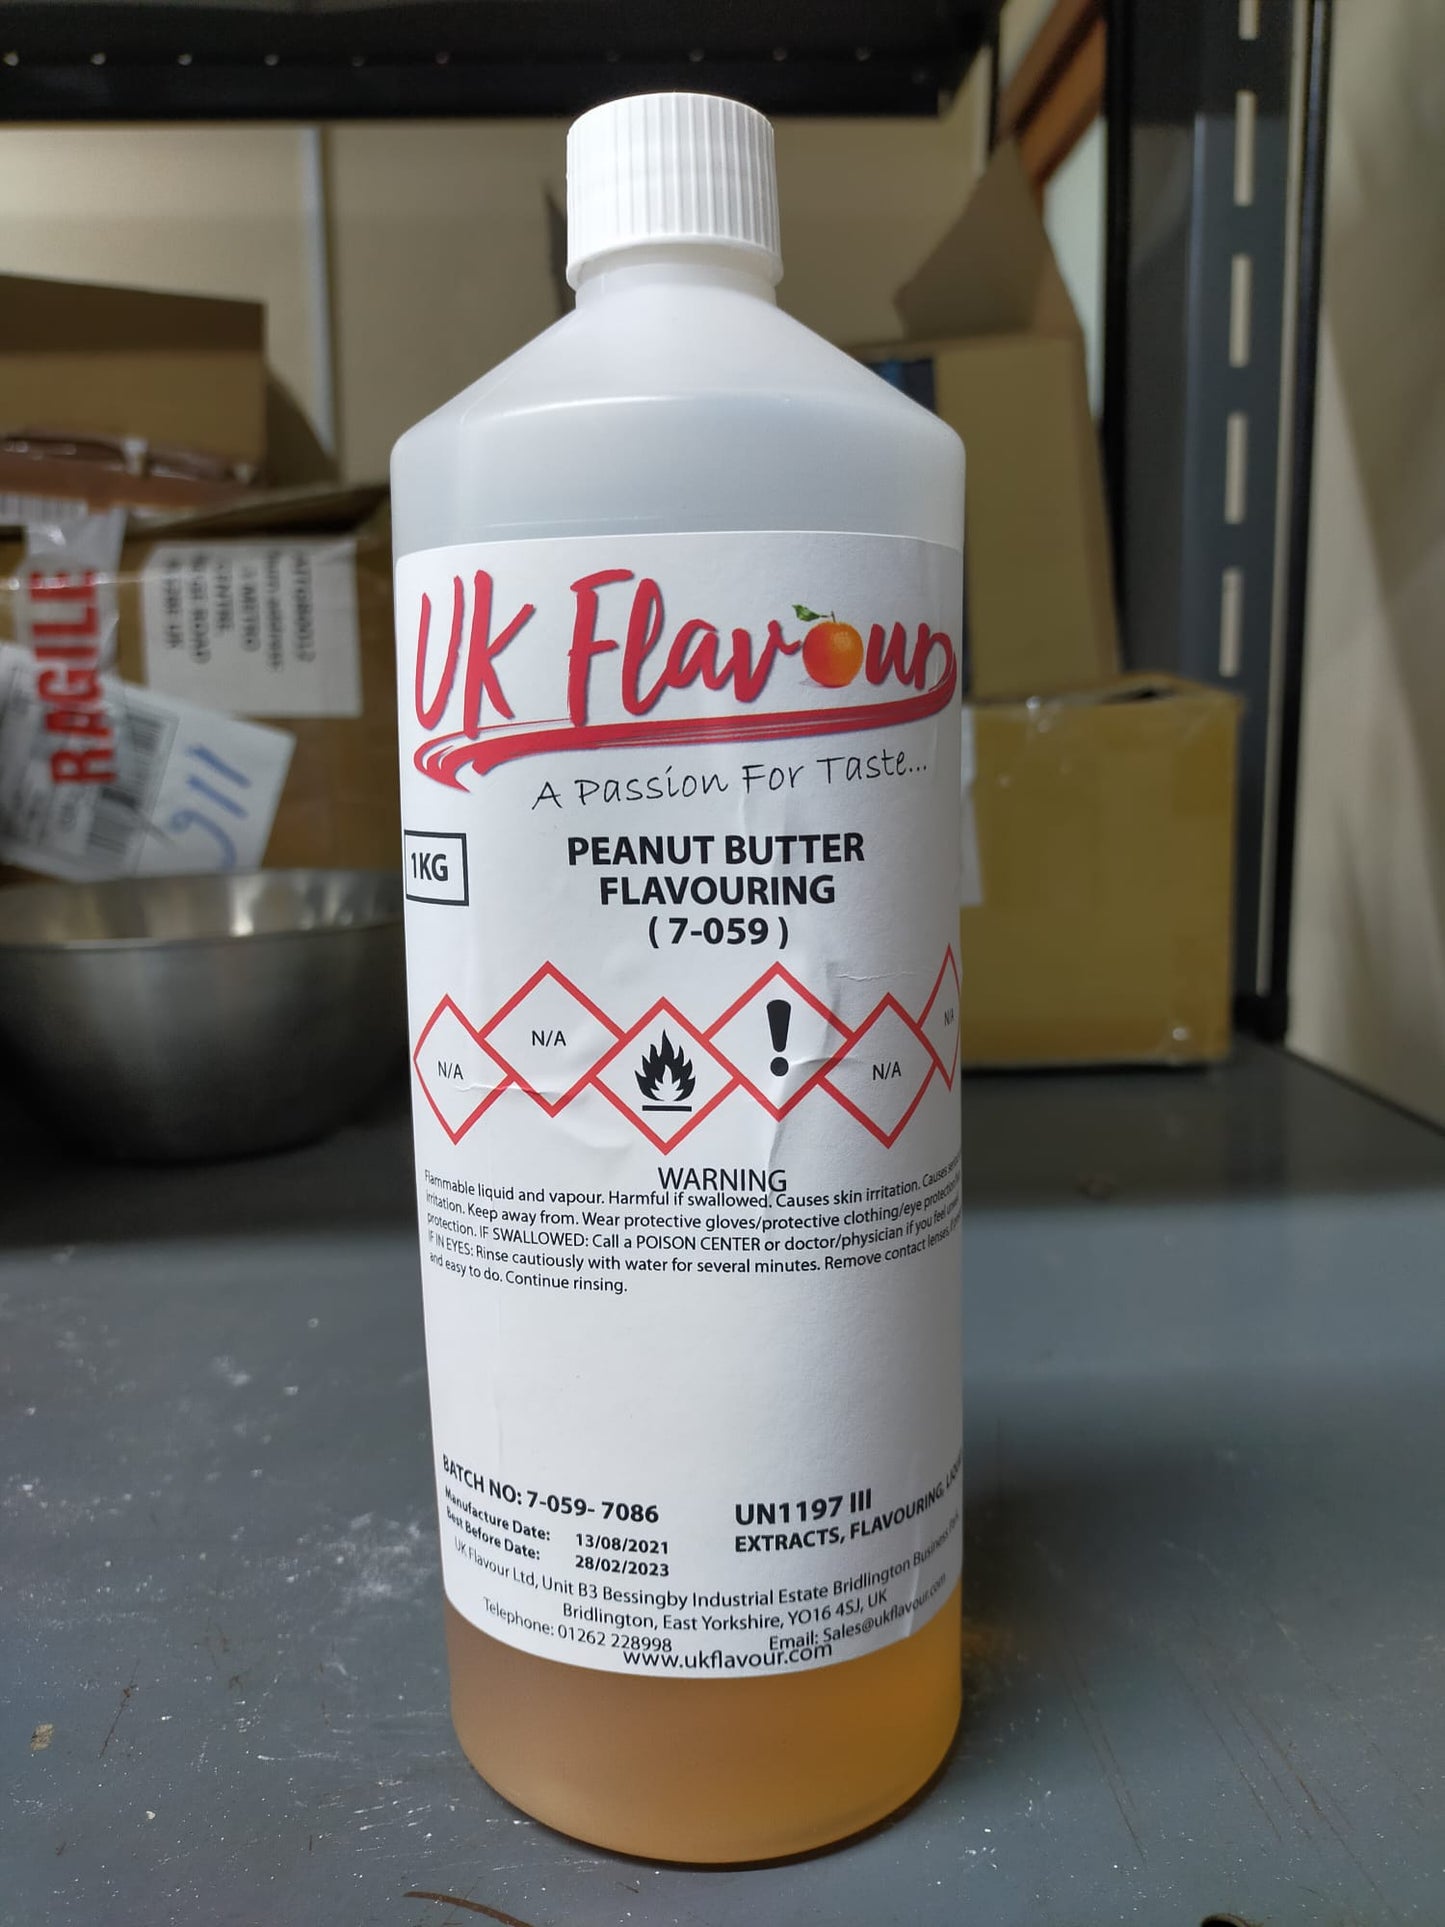 UK Flavour
A Passion For Taste...
1KG
PEANUT BUTTER
FLAVOURING
( 7-059 )
N/A
N/A
N/A
N/A
WARNING
Flammable liquid and vapour. Harmful if swallowed. Causes skin irritation. Causes
irritation. Keep away from. Wear protective gloves/protective clothing/eye protection
protection. IF SWALLOWED: Call a POISON CENTER or doctor/physician if you feel
IF IN EYES: Rinse cautiously with water for several minutes. Remove contact lenses,
and easy to do. Continue rinsing.
BATCH NO: 7-059- 7086
Manufacture Date: 13/08/2021
Best Before Date: 28/02/2023
UN1197 III
EXTRACTS, FLAVOURING,
UK Flavour Ltd, Unit B3 Bessingby Industrial Estate Bridlington Business
Bridlington, East Yorkshire, YO16 4SJ, UK
Telephone: 01262 228998 Email: Sales@ukflavour.com
www.ukflavour.com
FRAGILE